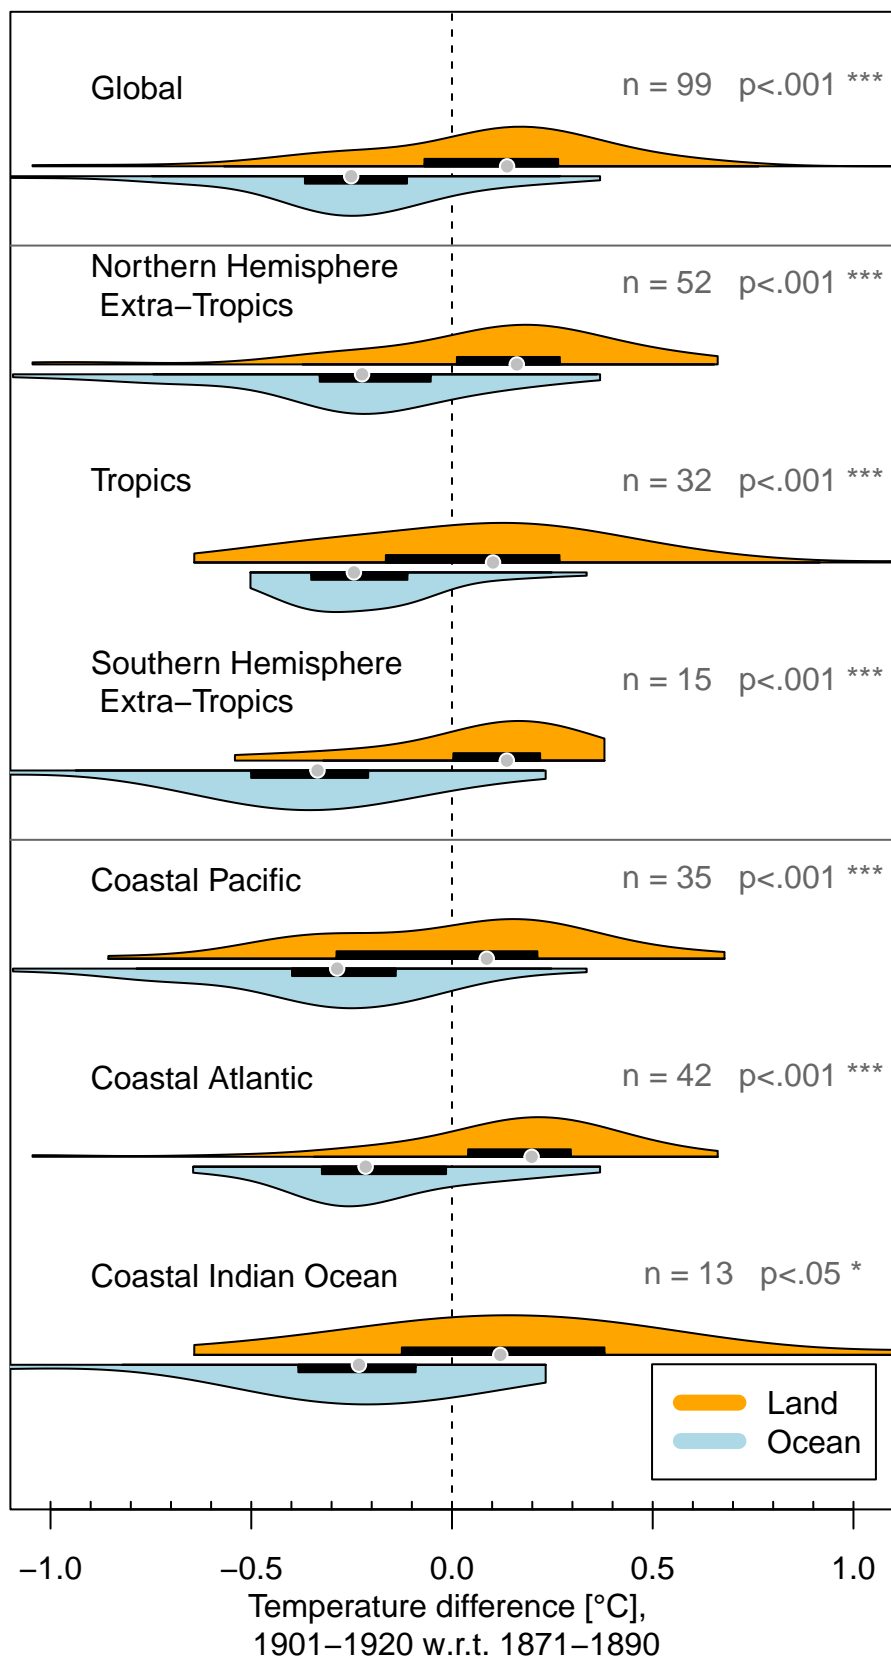 Global
n = 99   p<.001 ***
Northern Hemisphere
Extra−Tropics
n = 52   p<.001 ***
Tropics
n = 32   p<.001 ***
Southern Hemisphere
Extra−Tropics
n = 15   p<.001 ***
Coastal Pacific
n = 35   p<.001 ***
Coastal Atlantic
n = 42   p<.001 ***
Coastal Indian Ocean
n = 13   p<.05 *
Land
Ocean
−1.0 −0.5 0.0 0.5 1.0
Temperature difference [°C],
1901−1920 w.r.t. 1871−1890